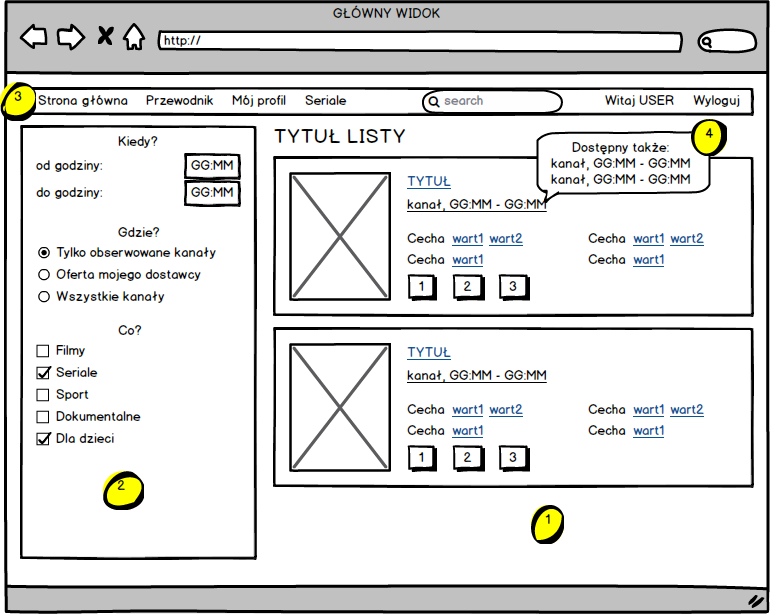 GŁÓWNY WIDOK
http://
3
Strona główna Przewodnik Mój profil Seriale search Witaj USER Wyloguj
Kiedy?
od godziny: GG:MM
do godziny: GG:MM
Gdzie?
Tylko obserwowane kanały
Oferta mojego dostawcy
Wszystkie kanały
Co?
Filmy
Seriale
Sport
Dokumentalne
Dla dzieci
2
TYTUŁ LISTY
4
Dostępny także:
kanał, GG:MM - GG:MM
kanał, GG:MM - GG:MM
TYTUŁ
kanał, GG:MM - GG:MM
Cecha wart1 wart2 Cecha wart1 wart2
Cecha wart1 Cecha wart1
1 2 3
TYTUŁ
kanał, GG:MM - GG:MM
Cecha wart1 wart2 Cecha wart1 wart2
Cecha wart1 Cecha wart1
1 2 3
1